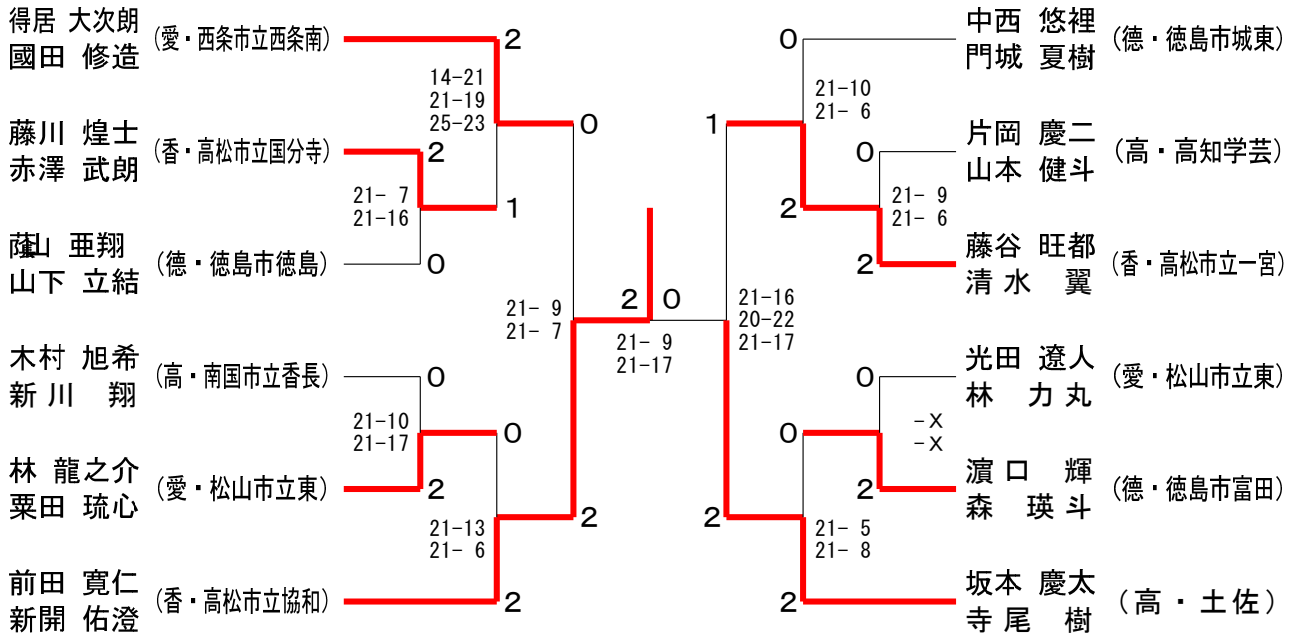 得居 大次朗
國田 修造
(愛・西条市立西条南)
2
14-21
21-19
25-23
0
藤川 煌士
赤澤 武朗
(香・高松市立国分寺)
2
21- 7
21-16
1
山 亜翔
山下 立結
(徳・徳島市徳島)
0
21- 9
21- 7
木村 旭希
新川 翔
(高・南国市立香長)
0
21-10
21-17
0
林 龍之介
粟田 琉心
(愛・松山市立東)
2
21-13
21- 6
2
前田 寛仁
新開 佑澄
(香・高松市立協和)
2
2 0
21- 9
21-17
0
中西 悠裡
門城 夏樹
(徳・徳島市城東)
21-10
21- 6
1
0
片岡 慶二
山本 健斗
(高・高知学芸)
21- 9
21- 6
2
2
藤谷 旺都
清水 翼
(香・高松市立一宮)
21-16
20-22
21-17
0
光田 遼人
林 力丸
(愛・松山市立東)
-X
-X
0
2
濵口 輝
森 瑛斗
(徳・徳島市富田)
2
21- 5
21- 8
2
坂本 慶太
寺尾 樹
(高・土佐)